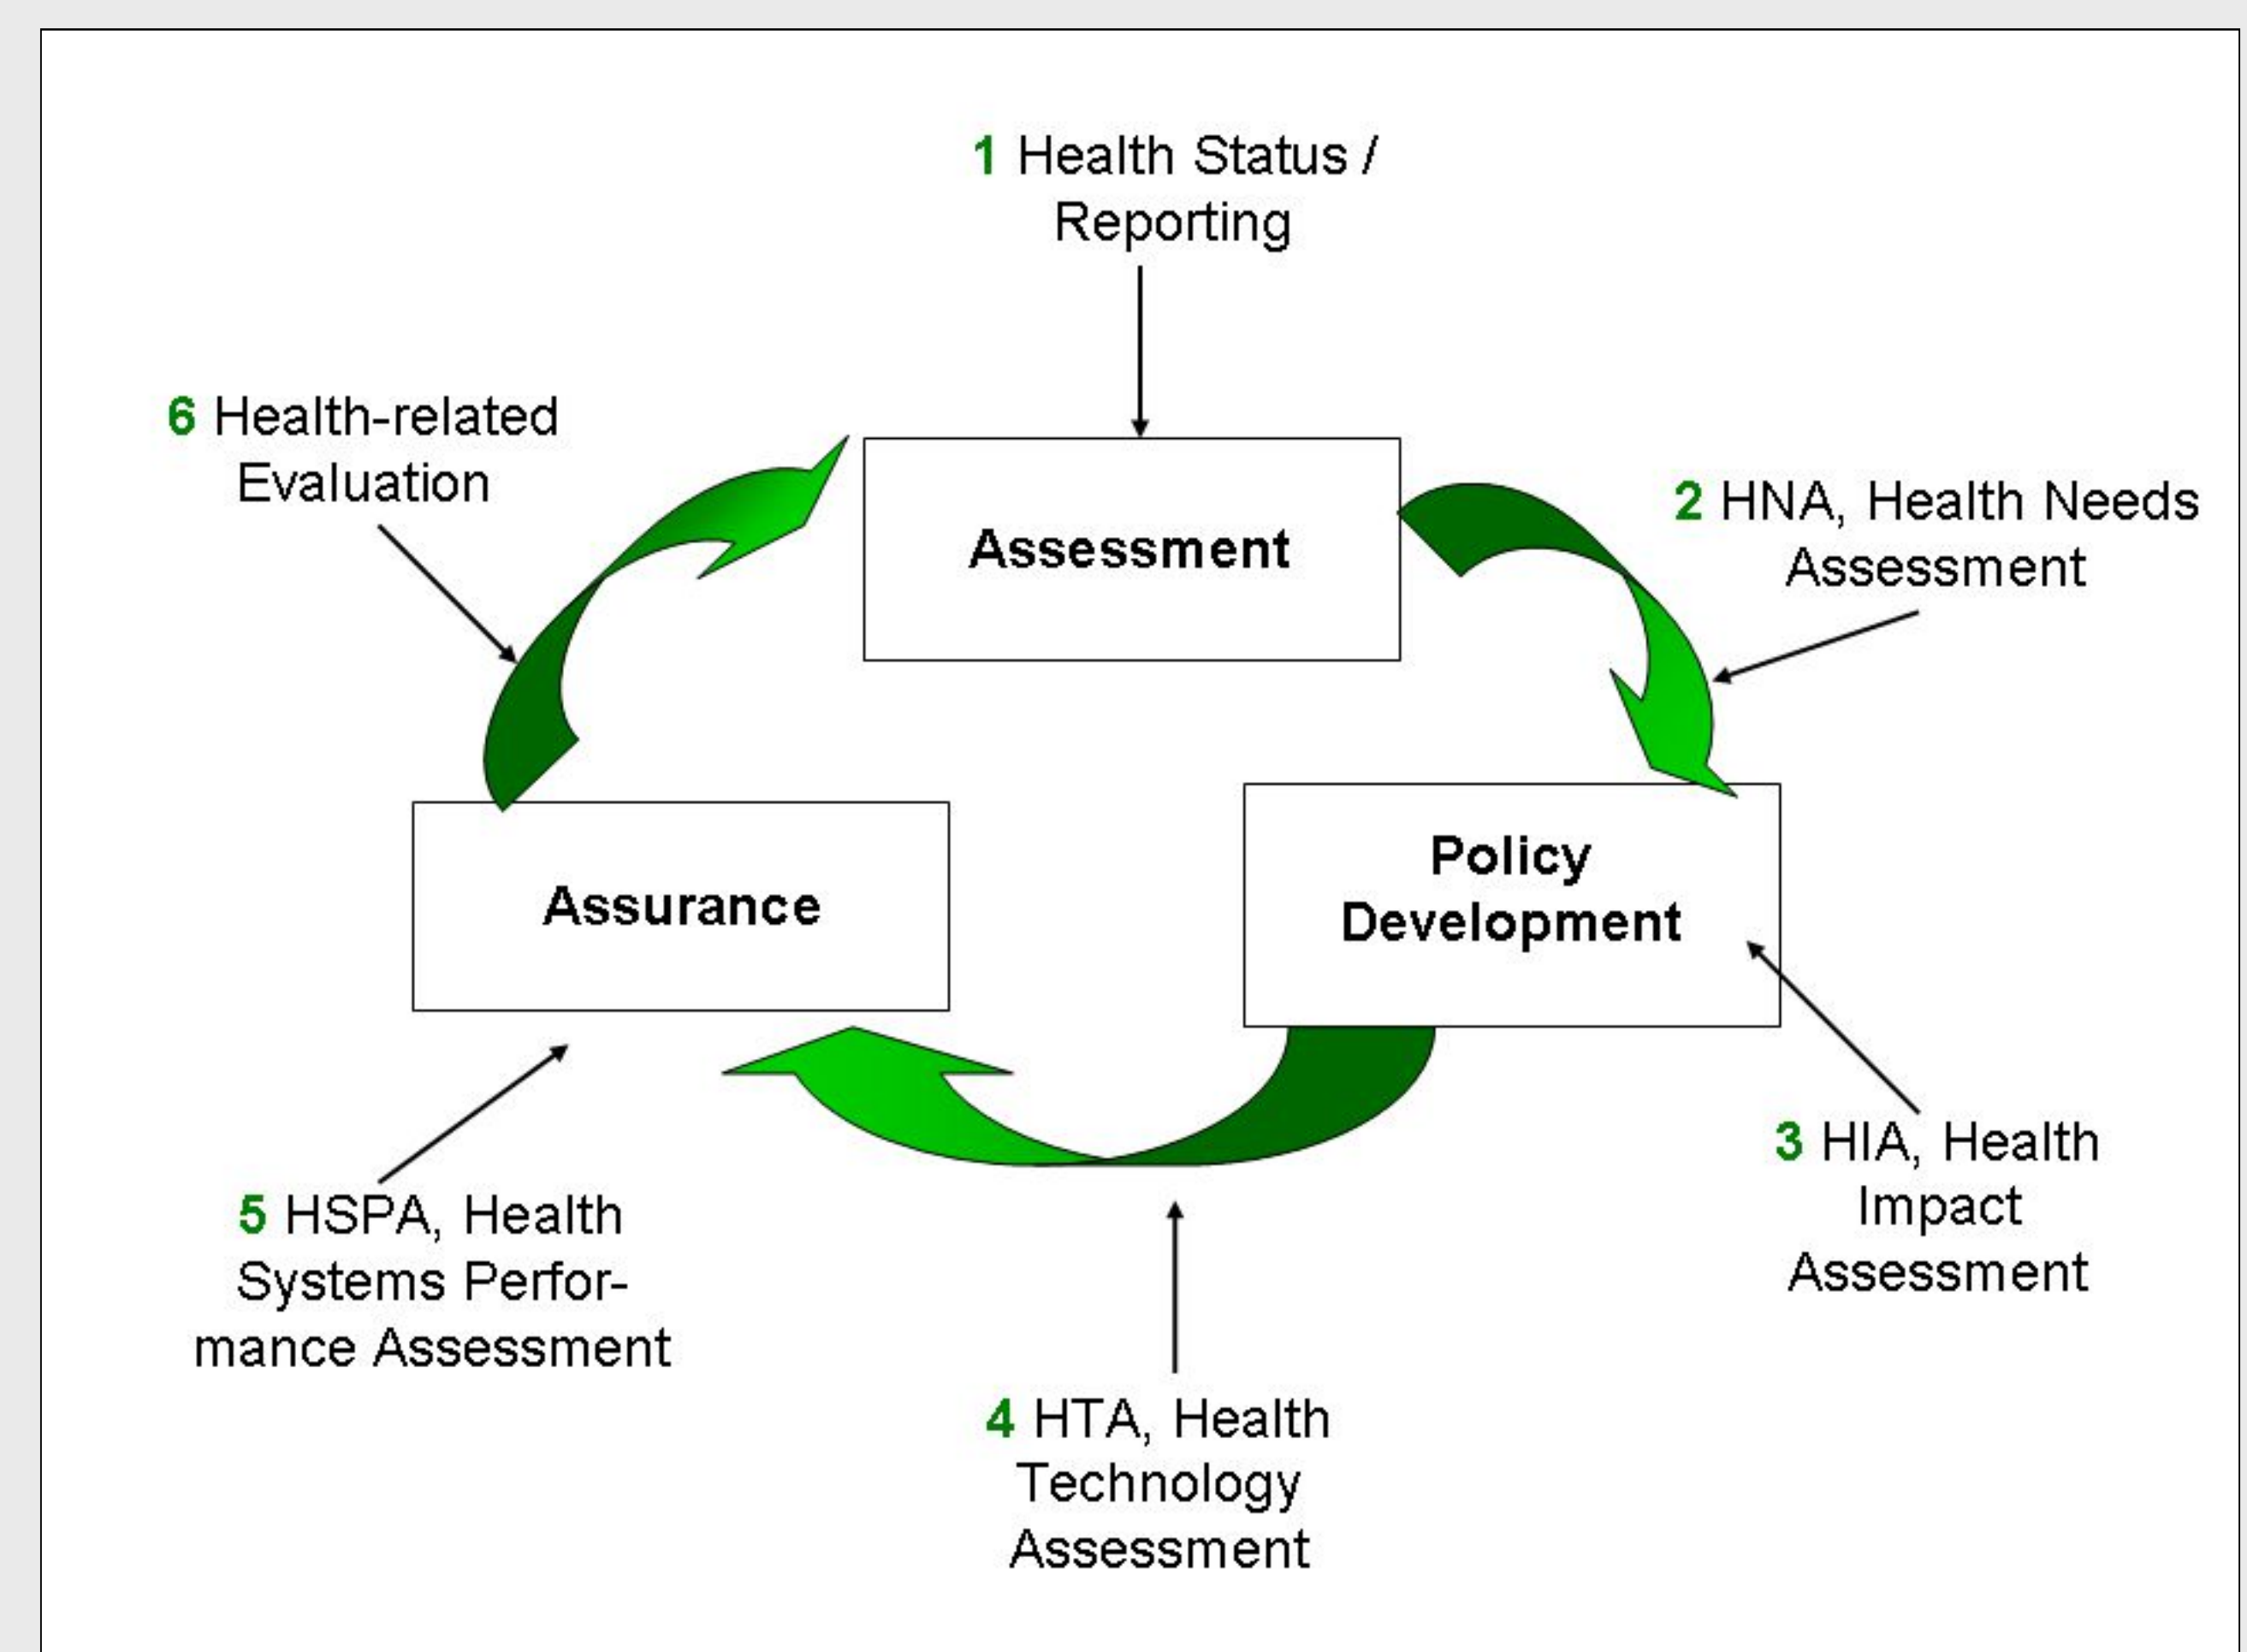 1 Health Status /
Reporting
6 Health-related
Evaluation
2 HNA, Health Needs
Assessment
Assessment
Policy
Development
Assurance
3 HIA, Health
Impact
Assessment
5 HSPA, Health
Systems Perfor-
mance Assessment
4 HTA, Health
Technology
Assessment